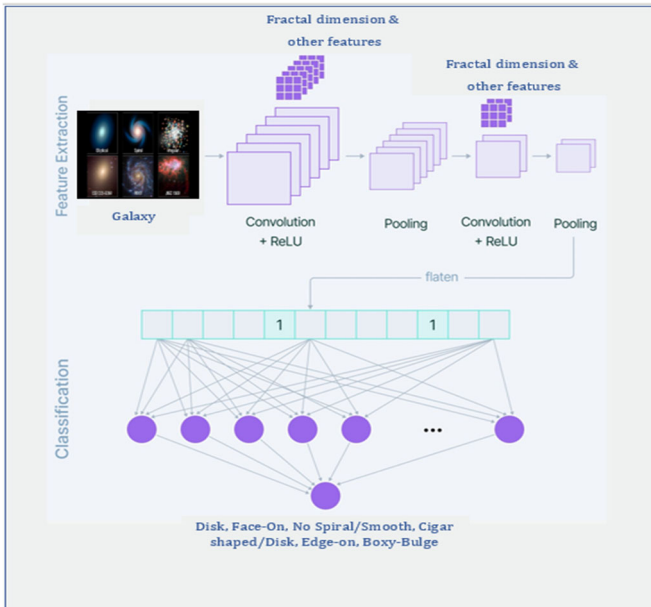 Fractal dimension &
other features
Fractal dimension &
other features
Feature Extraction
Galaxy
Convolution
+ ReLU
Pooling
Convolution
+ ReLU
Pooling
flaten
1
1
Classification
...
Disk, Face-On, No Spiral/Smooth, Cigar
shaped/Disk, Edge-on, Boxy-Bulge